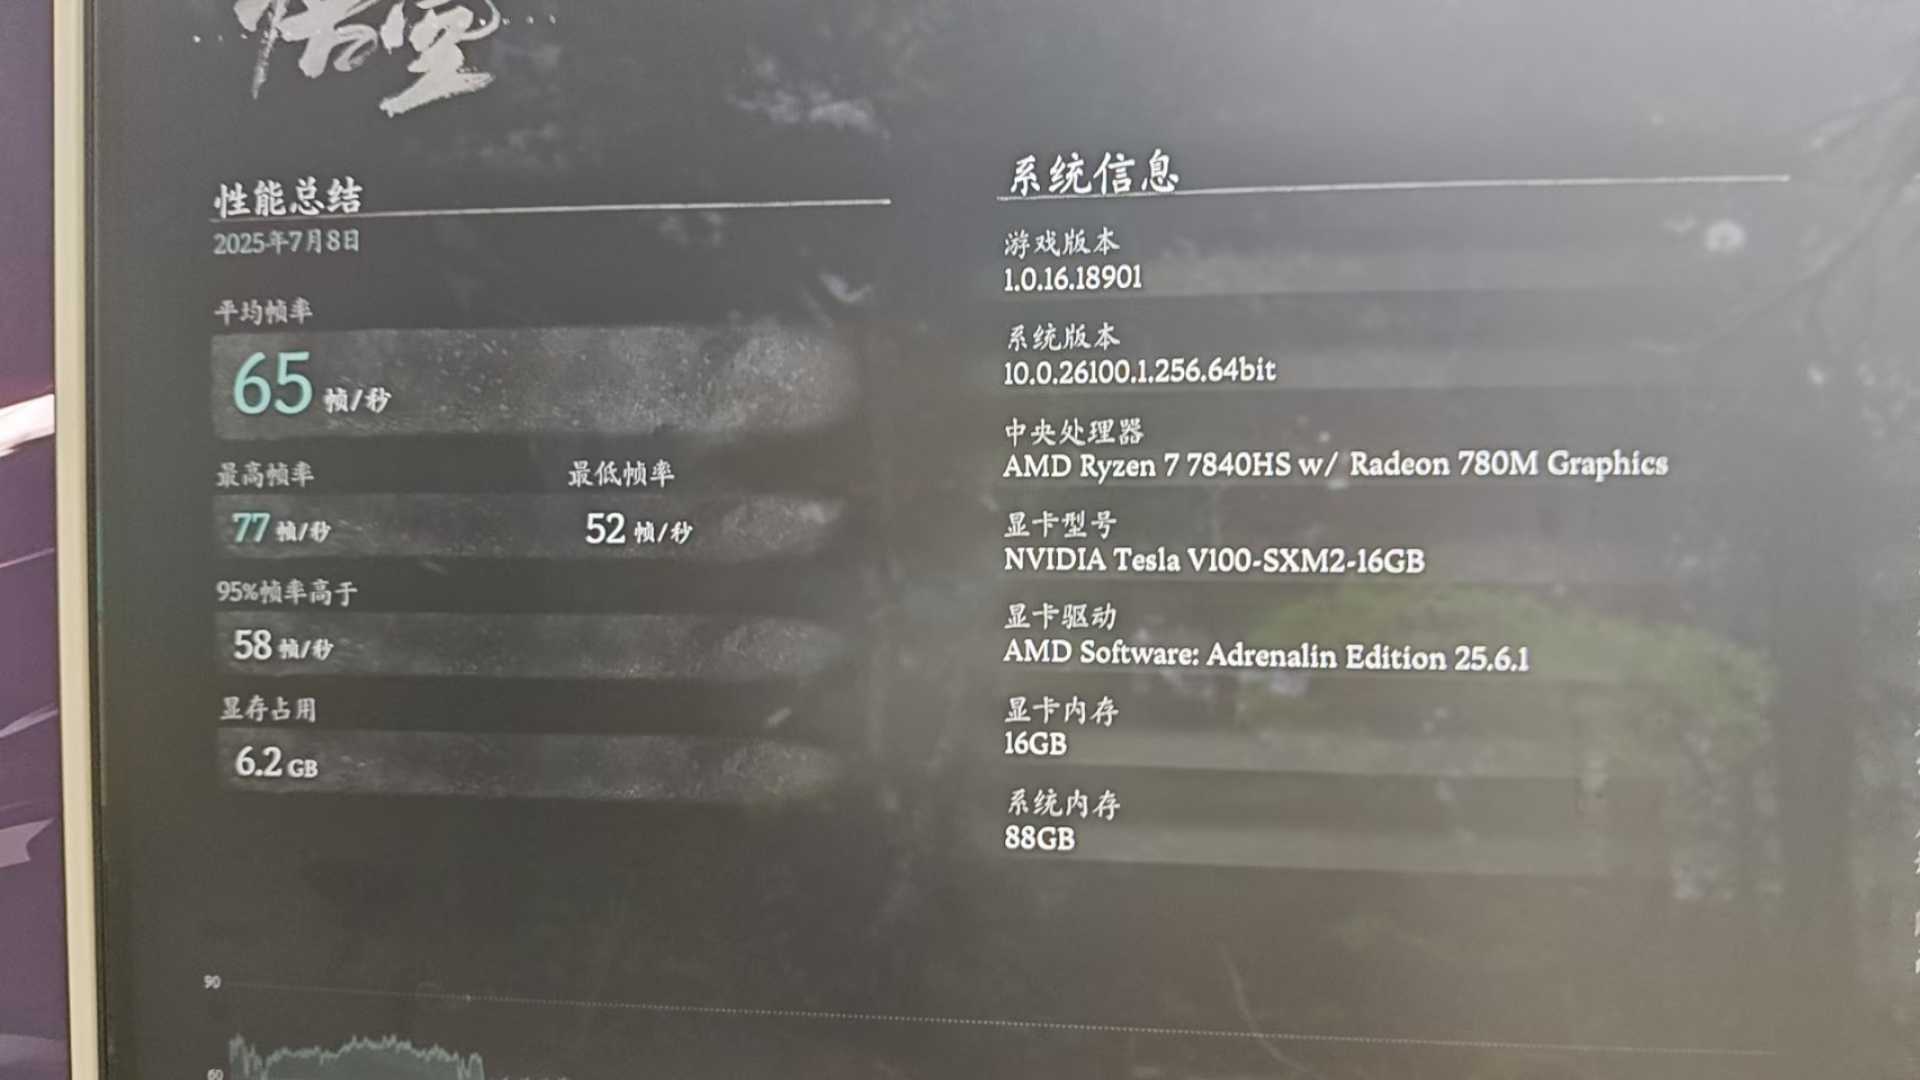 悟空
性能总结
2025年7月8日
平均帧率
65 帧/秒
最高帧率
77 帧/秒
最低帧率
52 帧/秒
95%帧率高于
58 帧/秒
显存占用
6.2 GB
系统信息
游戏版本
1.0.16.18901
系统版本
10.0.26100.1.256.64bit
中央处理器
AMD Ryzen 7 7840HS w/ Radeon 780M Graphics
显卡型号
NVIDIA Tesla V100-SXM2-16GB
显卡驱动
AMD Software: Adrenalin Edition 25.6.1
显卡内存
16GB
系统内存
88GB
90
60